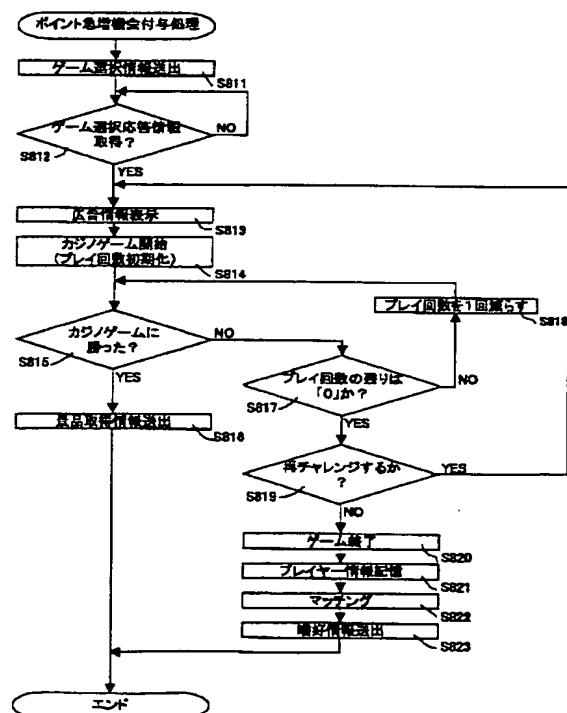 ポイント急増機会付与処理
ゲーム選択情報送出
S811
ゲーム選択応答情報
取得?
S812
NO
YES
広告情報表示
S813
カジノゲーム開始
(プレイ回数初期化)
S814
プレイ回数を1回減らす
S818
カジノゲームに
勝った?
S815
NO
YES
プレイ回数の残りは
「0」か?
S817
NO
YES
景品取得情報送出
S816
再チャレンジするか
?
S819
YES
NO
ゲーム終了
S820
プレイヤー情報記憶
S821
マッチング
S822
嗜好情報送出
S823
エンド